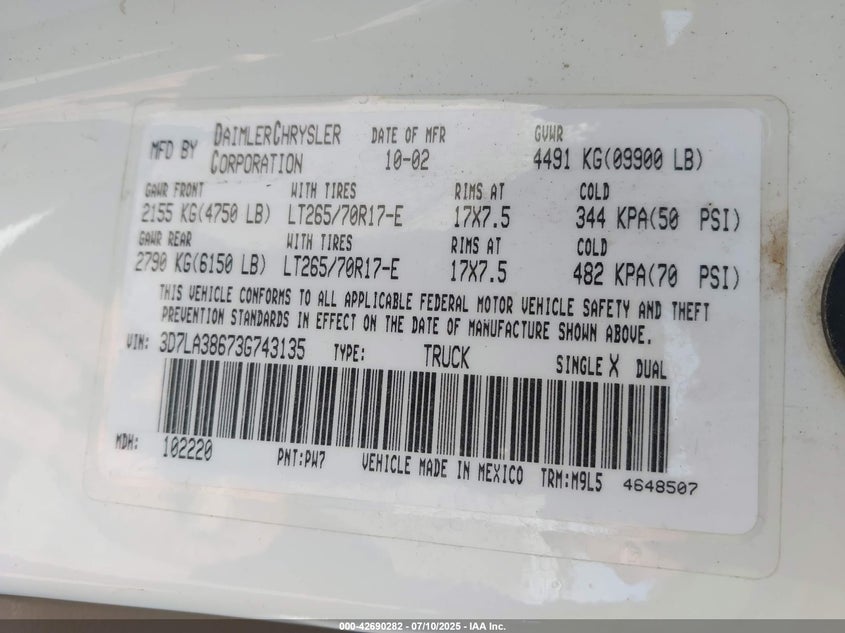 MFD BY DAIMLERCHRYSLER CORPORATION DATE OF MFR 10-02 GVWR 4491 KG(09900 LB)
GAWR FRONT WITH TIRES RIMS AT COLD
2155 KG(4750 LB) LT265/70R17-E 17X7.5 344 KPA(50 PSI)
GAWR REAR WITH TIRES RIMS AT COLD
2790 KG(6150 LB) LT265/70R17-E 17X7.5 482 KPA(70 PSI)
THIS VEHICLE CONFORMS TO ALL APPLICABLE FEDERAL MOTOR VEHICLE SAFETY AND THEFT
PREVENTION STANDARDS IN EFFECT ON THE DATE OF MANUFACTURE SHOWN ABOVE.
VIN: 3D7LA38673G743135 TYPE: TRUCK SINGLE X DUAL
MDH: 102220 PNT:PW7 VEHICLE MADE IN MEXICO TRM:M9L5 4648507
000-42690282 - 07/10/2025 - IAA Inc.